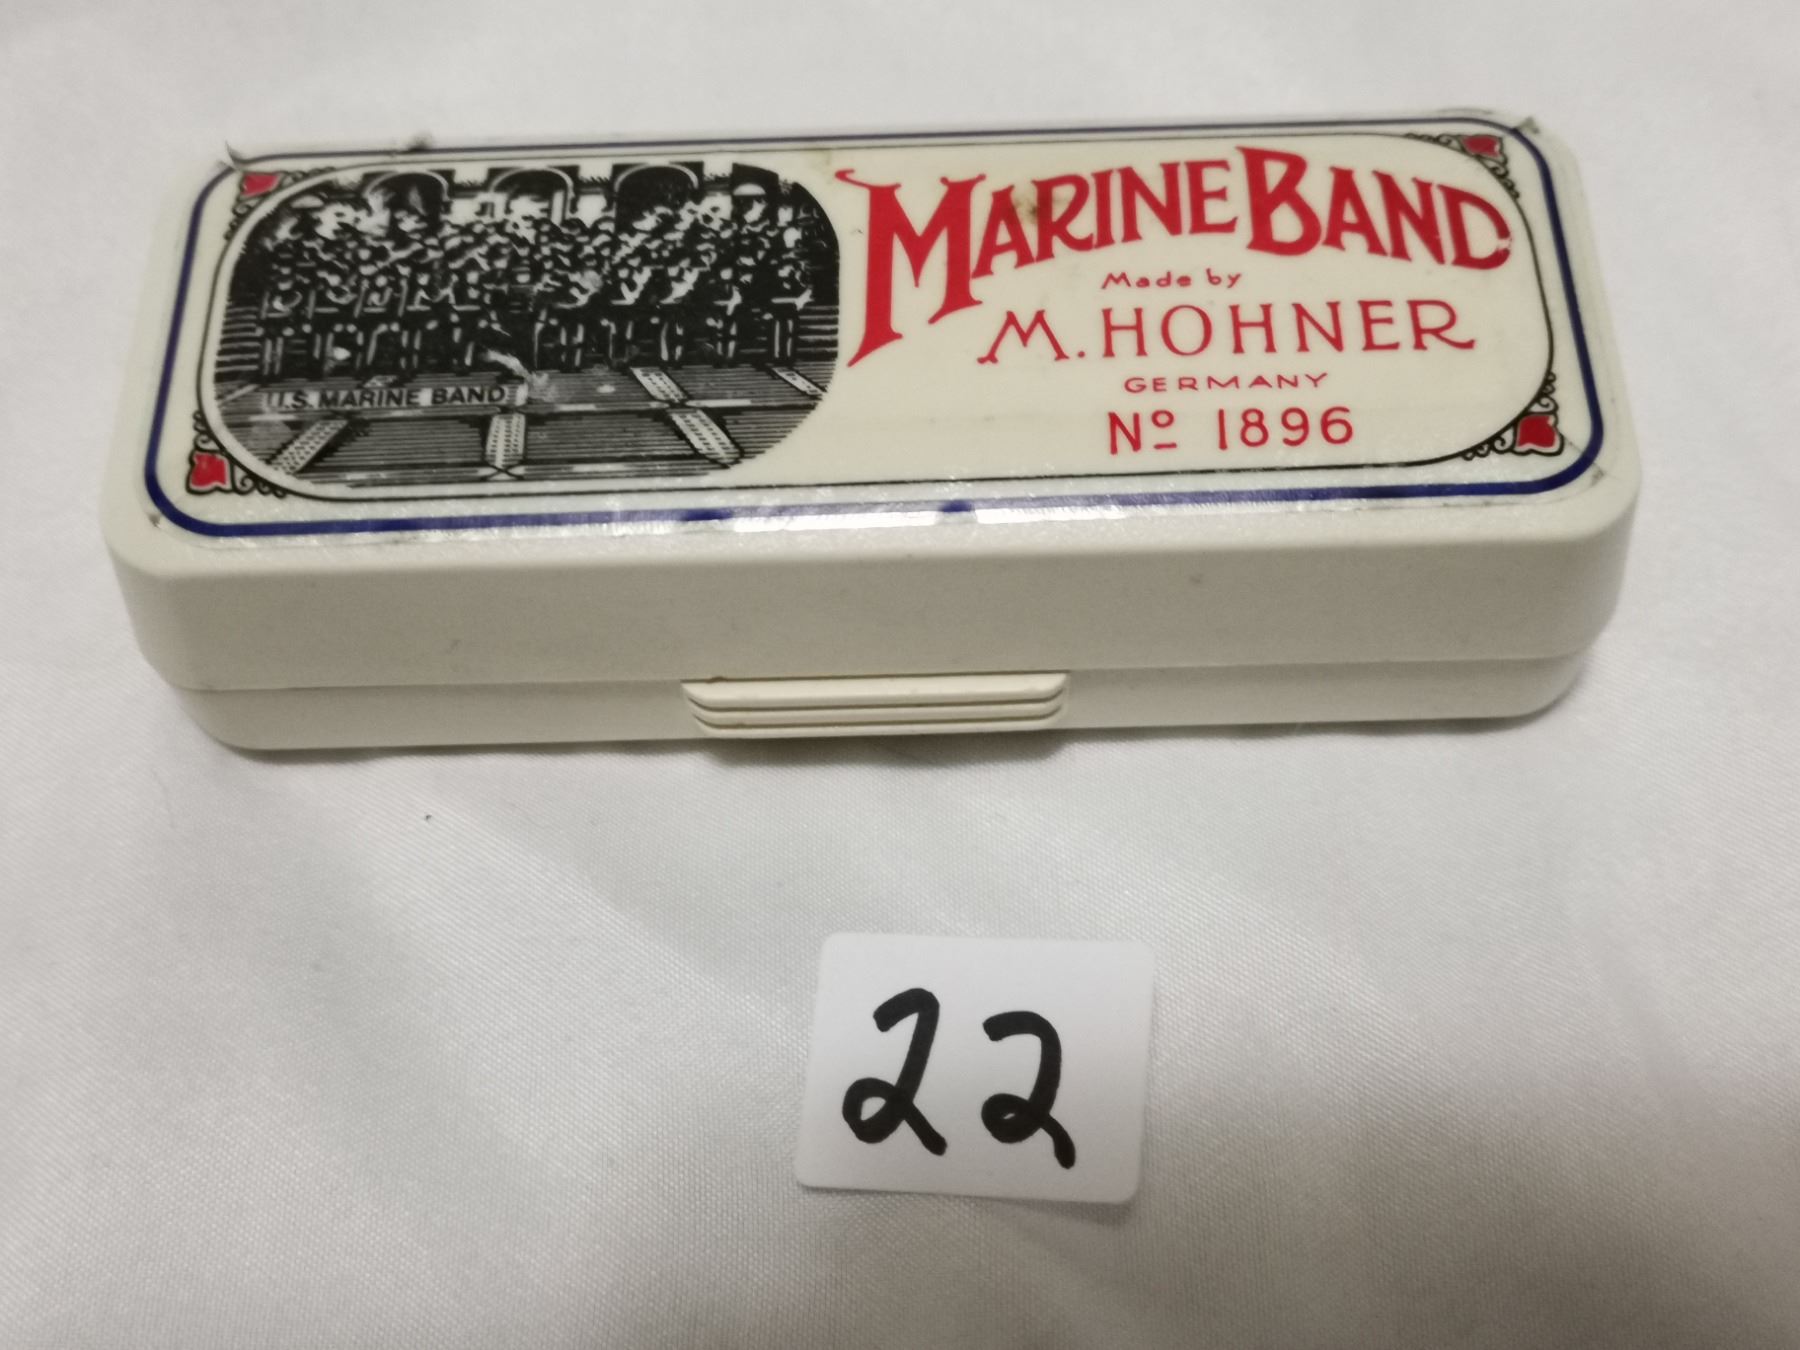 MARINE BAND
Made by
M. HOHNER
GERMANY
Nº 1896
U.S. MARINE BAND
22